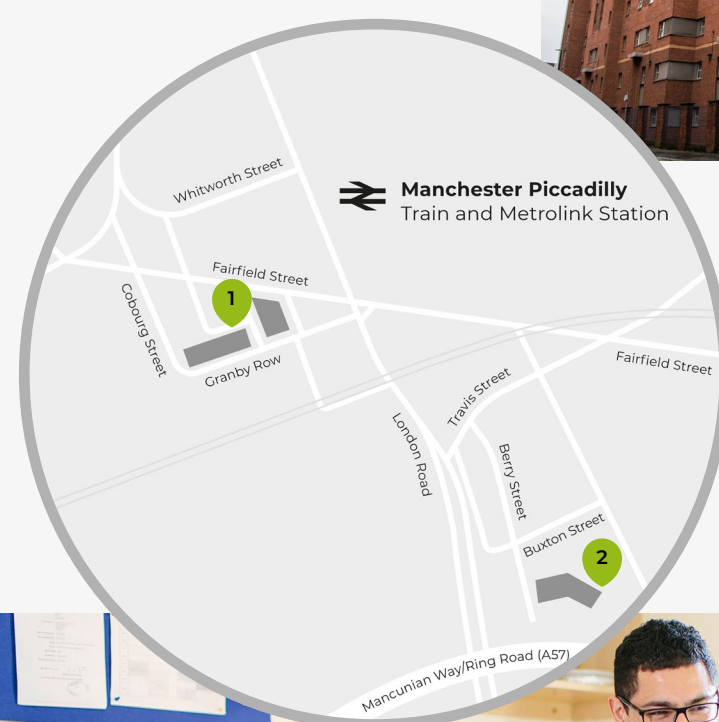 Whitworth Street
Manchester Piccadilly
Train and Metrolink Station
Fairfield Street
1
Cobourg Street
Granby Row
Fairfield Street
Travis Street
London Road
Berry Street
Buxton Street
2
Mancunian Way/Ring Road (A57)